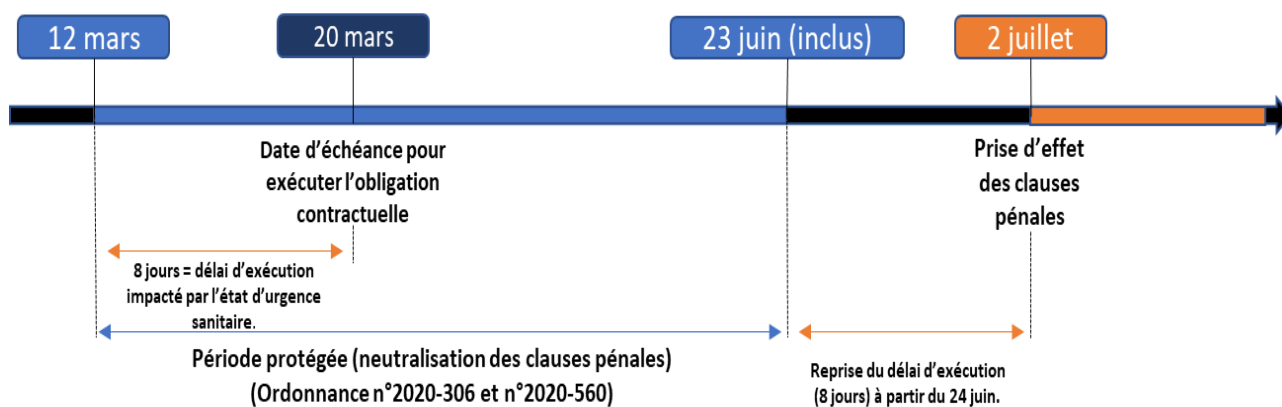 12 mars
20 mars
23 juin (inclus)
2 juillet
Date d'échéance pour
exécuter l'obligation
contractuelle
Prise d'effet
des clauses
pénales
8 jours = délai d'exécution
impacté par l'état d'urgence
sanitaire.
Période protégée (neutralisation des clauses pénales)
(Ordonnance n°2020-306 et n°2020-560)
Reprise du délai d'exécution
(8 jours) à partir du 24 juin.